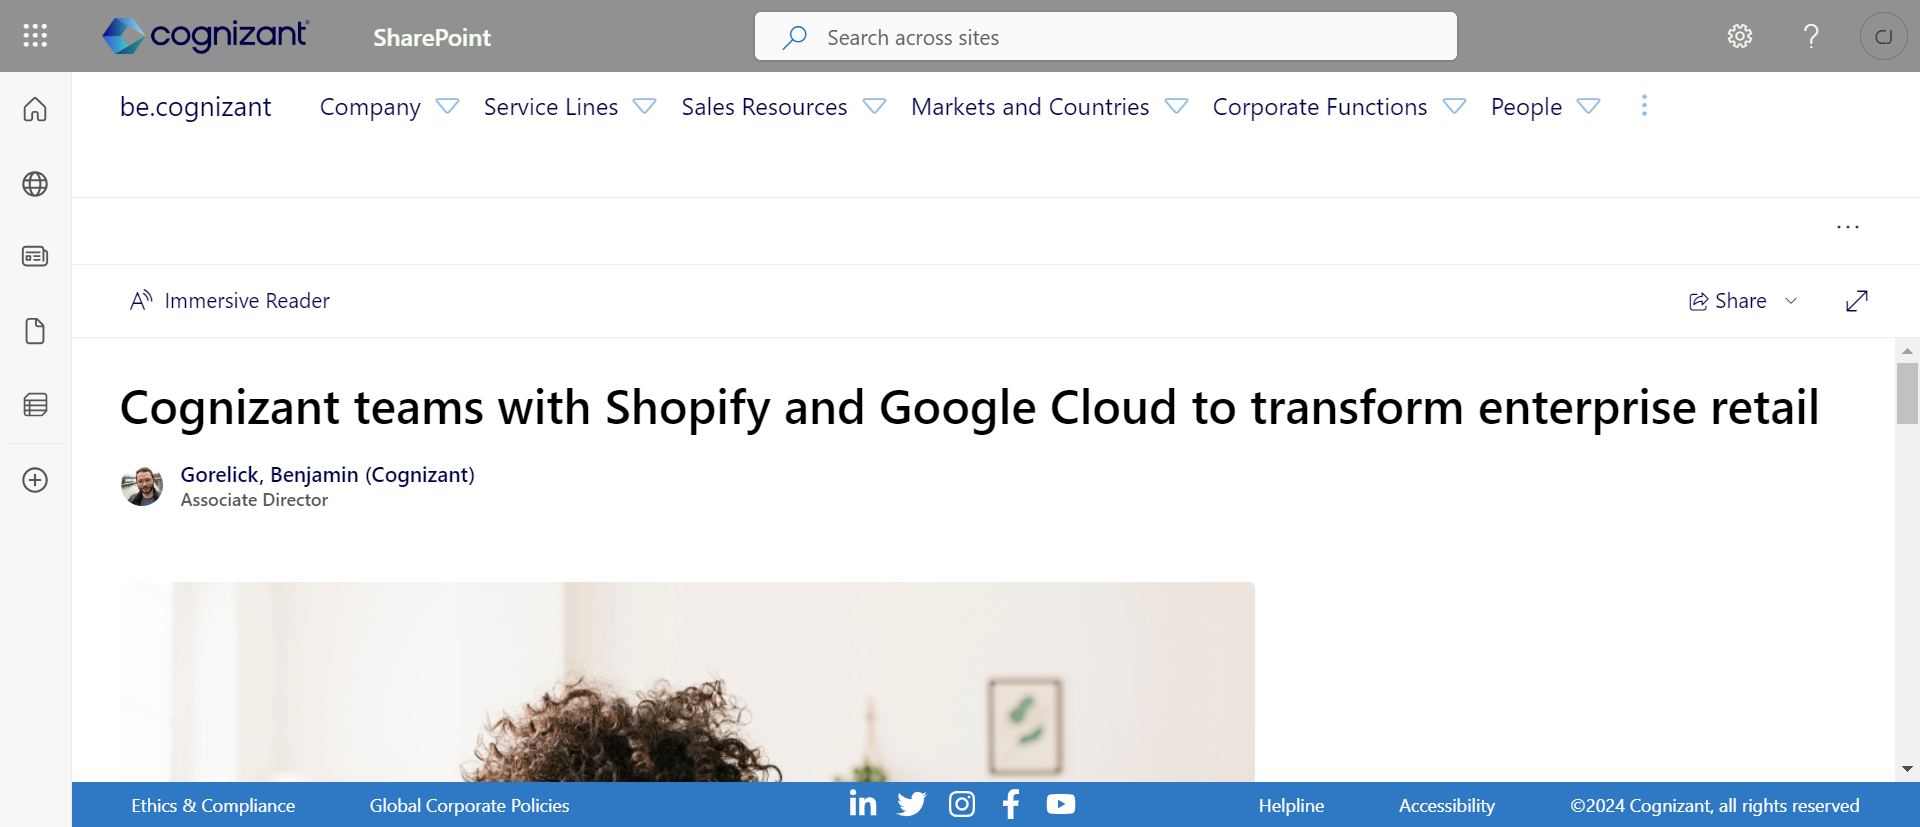 cognizant
SharePoint
Search across sites
CJ
be.cognizant
Company
Service Lines
Sales Resources
Markets and Countries
Corporate Functions
People
Immersive Reader
Share
Cognizant teams with Shopify and Google Cloud to transform enterprise retail
Gorelick, Benjamin (Cognizant)
Associate Director
Ethics & Compliance
Global Corporate Policies
Helpline
Accessibility
©2024 Cognizant, all rights reserved